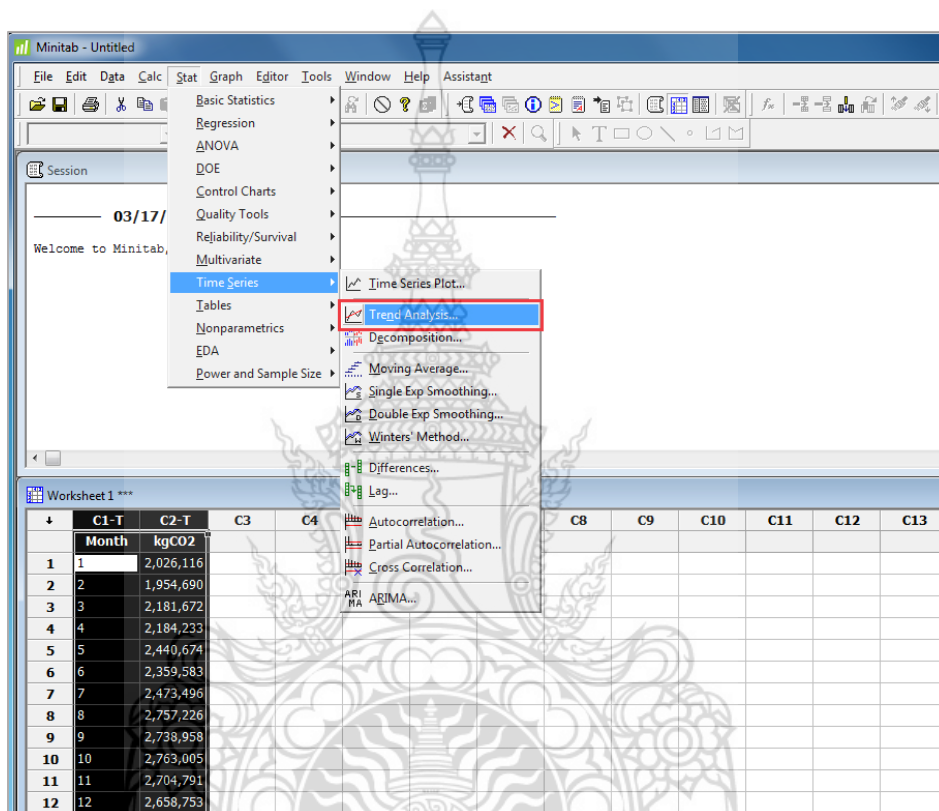 Minitab - Untitled
File Edit Data Calc Stat Graph Editor Tools Window Help Assistant
Session
03/17/
Welcome to Minitab,
Basic Statistics
Regression
ANOVA
DOE
Control Charts
Quality Tools
Reliability/Survival
Multivariate
Time Series
Tables
Nonparametrics
EDA
Power and Sample Size
Time Series Plot...
Trend Analysis...
Decomposition...
Moving Average...
Single Exp Smoothing...
Double Exp Smoothing...
Winters' Method...
Differences...
Lag...
Autocorrelation...
Partial Autocorrelation...
Cross Correlation...
ARI MA ARIMA...
Worksheet 1 ***
C1-T C2-T C3 C4 C8 C9 C10 C11 C12 C13
Month kgCO2
1 1 2,026,116
2 2 1,954,690
3 3 2,181,672
4 4 2,184,233
5 5 2,440,674
6 6 2,359,583
7 7 2,473,496
8 8 2,757,226
9 9 2,738,958
10 10 2,763,005
11 11 2,704,791
12 12 2,658,753